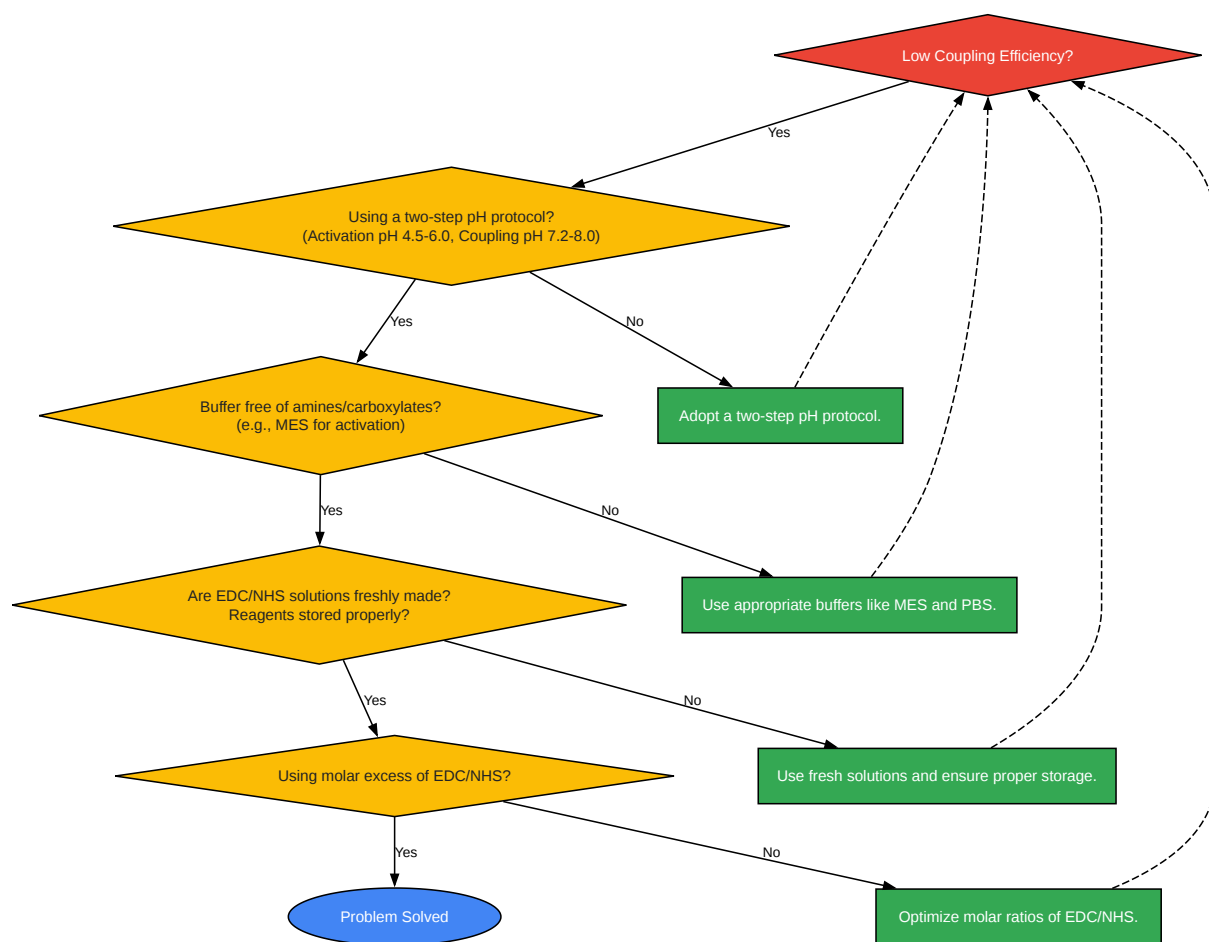 Low Coupling Efficiency?
Yes
Using a two-step pH protocol?
(Activation pH 4.5-6.0, Coupling pH 7.2-8.0)
Yes
No
Buffer free of amines/carboxylates?
(e.g., MES for activation)
Adopt a two-step pH protocol.
Yes
No
Are EDC/NHS solutions freshly made?
Reagents stored properly?
Use appropriate buffers like MES and PBS.
Yes
No
Using molar excess of EDC/NHS?
Use fresh solutions and ensure proper storage.
Yes
No
Problem Solved
Optimize molar ratios of EDC/NHS.